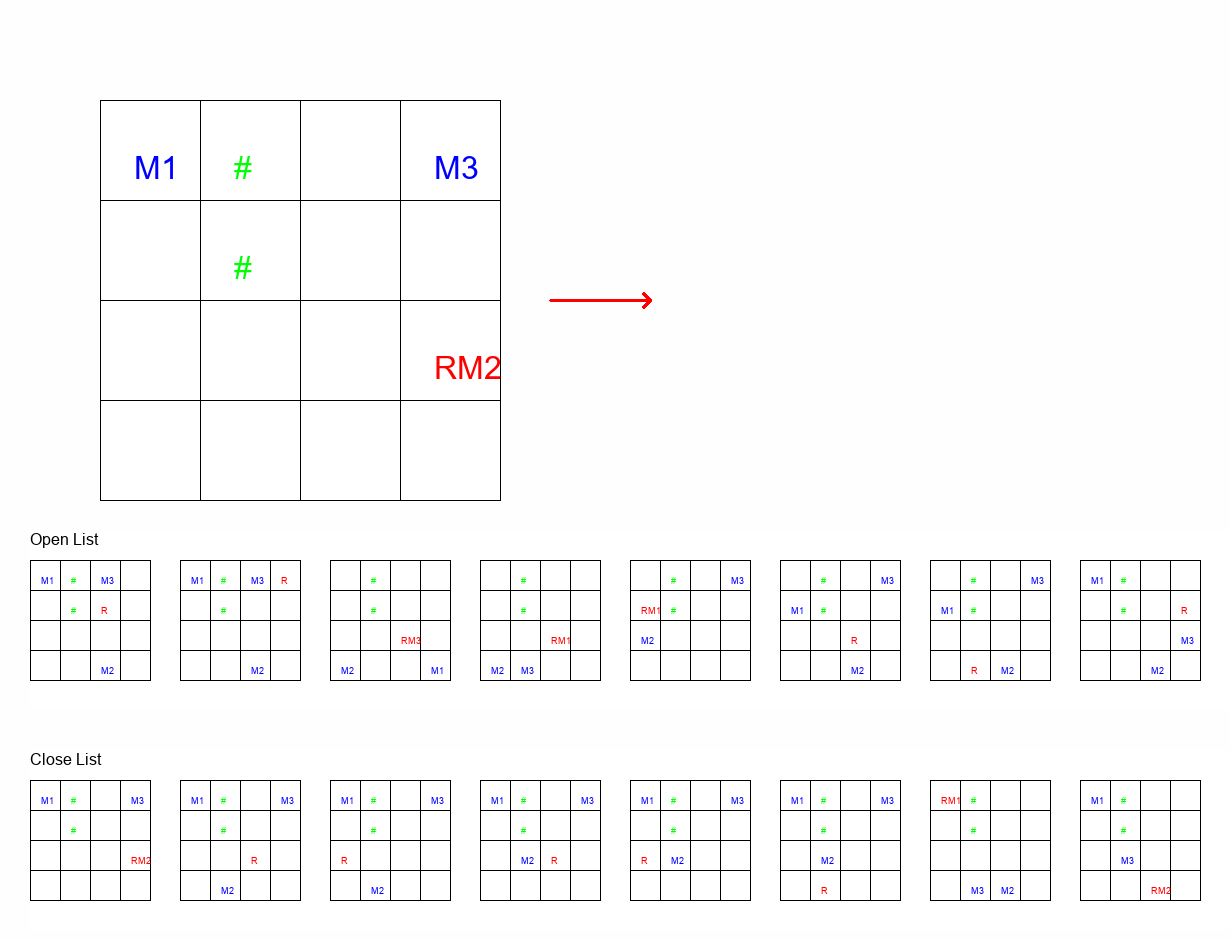 M1 # M3
#
RM2
Open List
M1 # M3 M1 # M3 R # # # M3 # M3 # M3 M1 #
# R # # # RM1 # M1 # M1 # # R
RM3 RM1 M2 R M3
M2 M2 M2 M1 M2 M3 M2 R M2 M2
Close List
M1 # M3 M1 # M3 M1 # M3 M1 # M3 M1 # M3 M1 # M3 RM1 # M1 #
# # # # # # # #
RM2 R R M2 R R M2 M2 M3
M2 M2 R M3 M2 RM2